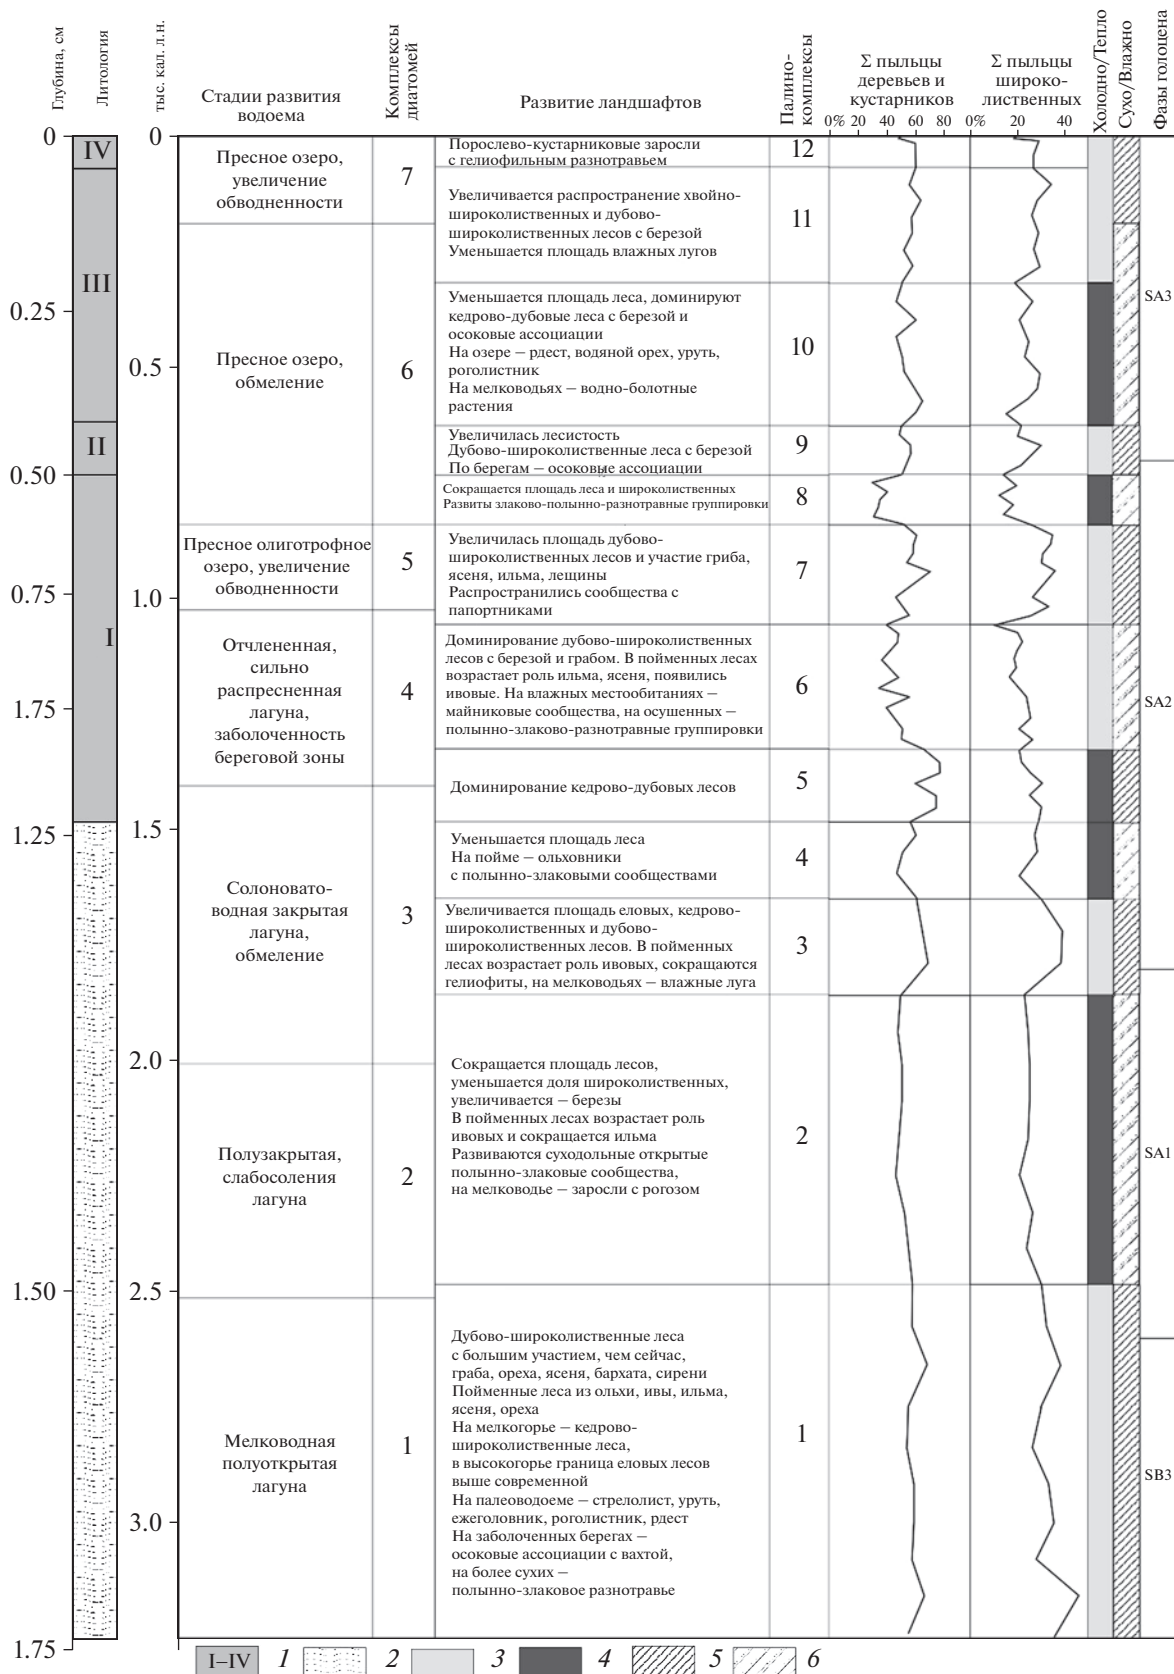 Глубина, см
Литология
тыс. кал. л.н.
Стадии развития
водоема
Комплексы
диатомей
Развитие ландшафтов
Палино-
комплексы
Σ пыльцы
деревьев и
кустарников
0% 20 40 60 80
Σ пыльцы
широко-
лиственных
0% 20 40
Холодно/Тепло
Сухо/Влажно
Фазы голоцена
0
0.25
0.50
0.75
1.75
1.25
1.50
1.75
IV
III
II
I
0
0.5
1.0
1.5
2.0
2.5
3.0
Пресное озеро,
увеличение
обводненности
Пресное озеро,
обмеление
Пресное олиготрофное
озеро, увеличение
обводненности
Отчлененная,
сильно
распресненная
лагуна,
заболоченность
береговой зоны
Солоновато-
водная закрытая
лагуна,
обмеление
Полузакрытая,
слабосоления
лагуна
Мелководная
полуоткрытая
лагуна
7
6
5
4
3
2
1
Порослево-кустарниковые заросли
с гелиофильным разнотравьем
Увеличивается распространение хвойно-
широколиственных и дубово-
широколиственных лесов с березой
Уменьшается площадь влажных лугов
Уменьшается площадь леса, доминируют
кедрово-дубовые леса с березой и
осоковые ассоциации
На озере – рдест, водяной орех, уруть,
роголистник
На мелководьях – водно-болотные
растения
Увеличилась лесистость
Дубово-широколиственные леса с березой
По берегам – осоковые ассоциации
Сокращается площадь леса и широколиственных
Развиты злаково-полынно-разнотравные группировки
Увеличилась площадь дубово-
широколиственных лесов и участие гриба,
ясеня, ильма, лещины
Распространились сообщества с
папортниками
Доминирование дубово-широколиственных
лесов с березой и грабом. В пойменных лесах
возрастает роль ильма, ясеня, появились
ивовые. На влажных местообитаниях –
майниковые сообщества, на осушенных –
полынно-злаково-разнотравные группировки
Доминирование кедрово-дубовых лесов
Уменьшается площадь леса
На пойме – ольховники
с полынно-злаковыми сообществами
Увеличивается площадь еловых, кедрово-
широколиственных и дубово-
широколиственных лесов. В пойменных
лесах возрастает роль ивовых, сокращаются
гелиофиты, на мелководьях – влажные луга
Сокращается площадь лесов,
уменьшается доля широколиственных,
увеличивается – березы
В пойменных лесах возрастает роль
ивовых и сокращается ильма
Развиваются суходольные открытые
полынно-злаковые сообщества,
на мелководье – заросли с рогозом
Дубово-широколиственные леса
с большим участием, чем сейчас,
граба, ореха, ясеня, бархата, сирени
Пойменные леса из ольхи, ивы, ильма,
ясеня, ореха
На мелкогорье – кедрово-
широколиственные леса,
в высокогорье граница еловых лесов
выше современной
На палеоводоеме – стрелолист, уруть,
ежеголовник, роголистник, рдест
На заболоченных берегах –
осоковые ассоциации с вахтой,
на более сухих –
полынно-злаковое разнотравье
12
11
10
9
8
7
6
5
4
3
2
1
SA3
SA2
SA1
SB3
I–IV 1 2 3 4 5 6